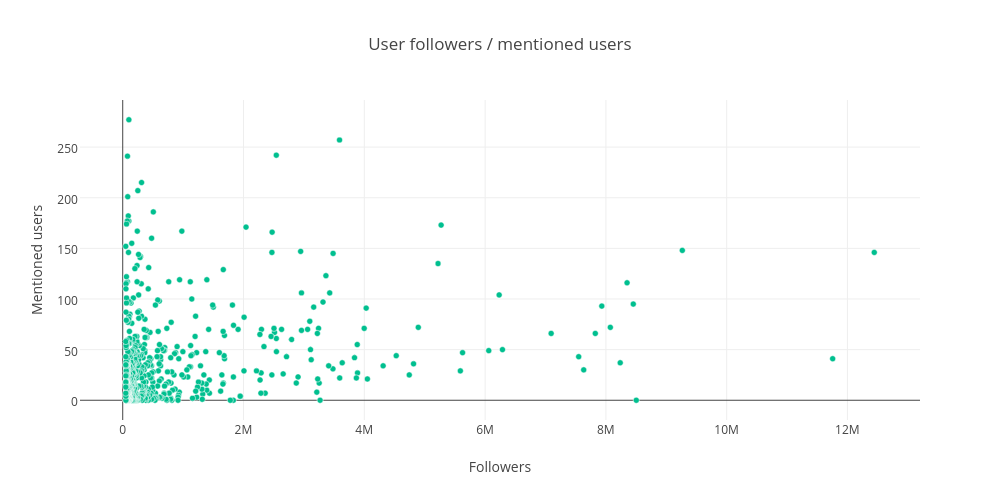 User followers / mentioned users
Mentioned users
250
200
150
100
50
0
0 2M 4M 6M 8M 10M 12M
Followers